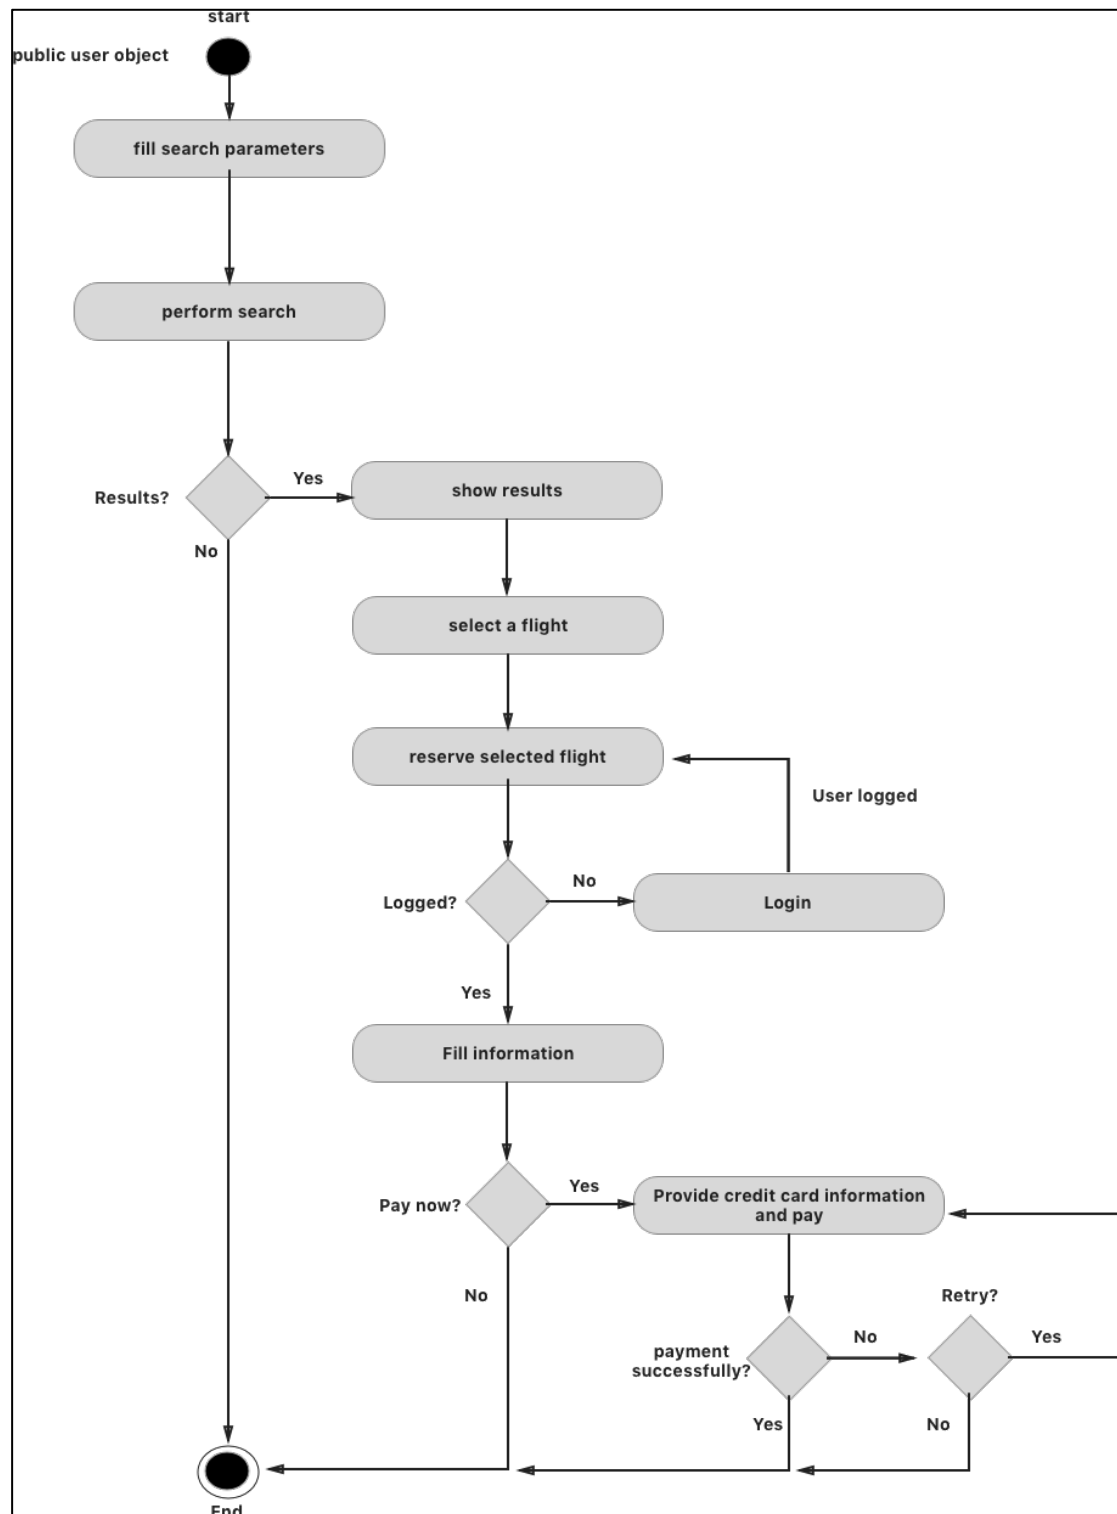 start
public user object
fill search parameters
perform search
Results?
Yes
show results
No
select a flight
reserve selected flight
User logged
Logged?
No
Login
Yes
Fill information
Pay now?
Yes
Provide credit card information
and pay
No
Retry?
payment
successfully?
No
Yes
Yes
No
End